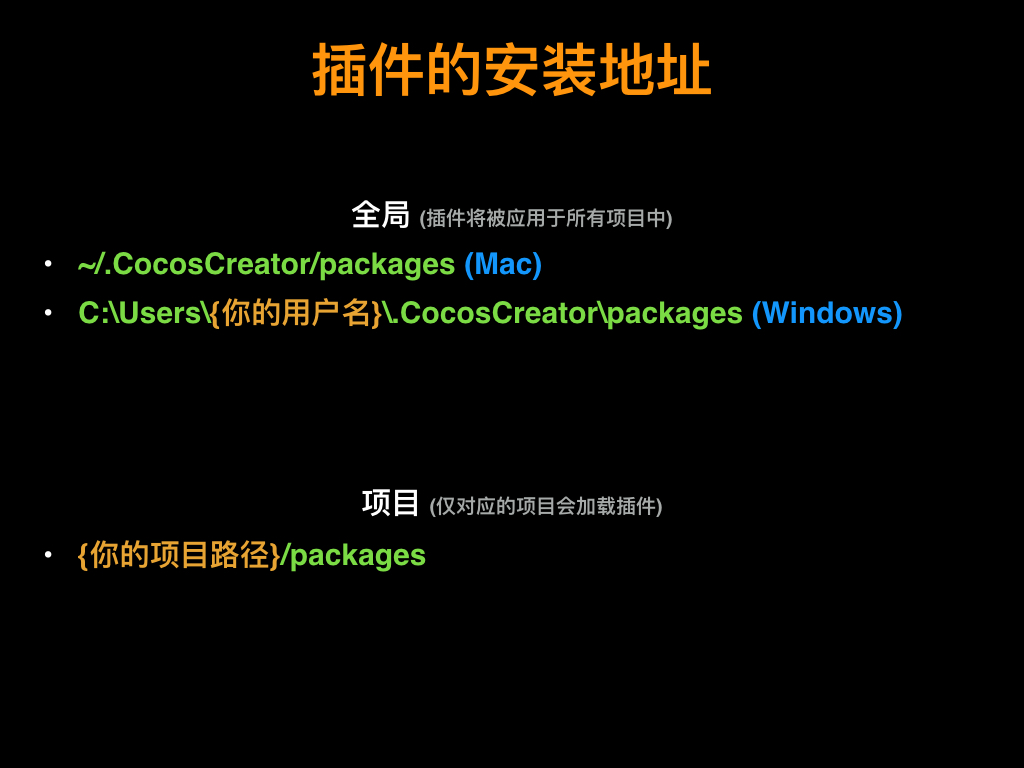 插件的安装地址
全局 (插件将被应用于所有项目中)
• ~/.CocosCreator/packages (Mac)
• C:\Users\{你的用户名}\.CocosCreator\packages (Windows)
项目 (仅对应的项目会加载插件)
• {你的项目路径}/packages